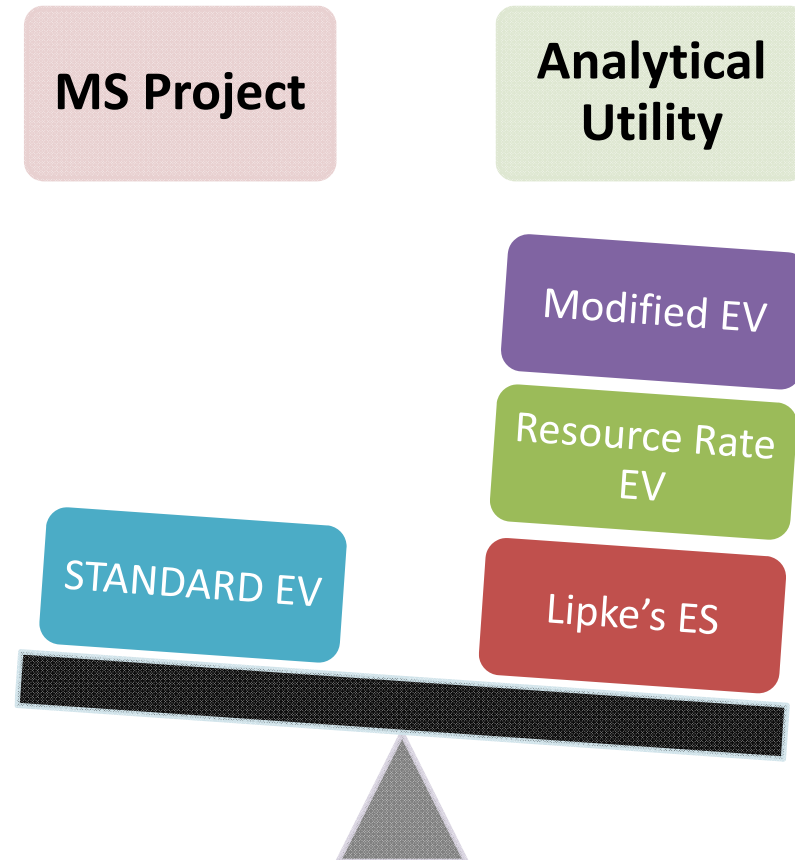 MS Project
Analytical
Utility
Modified EV
Resource Rate
EV
STANDARD EV
Lipke’s ES